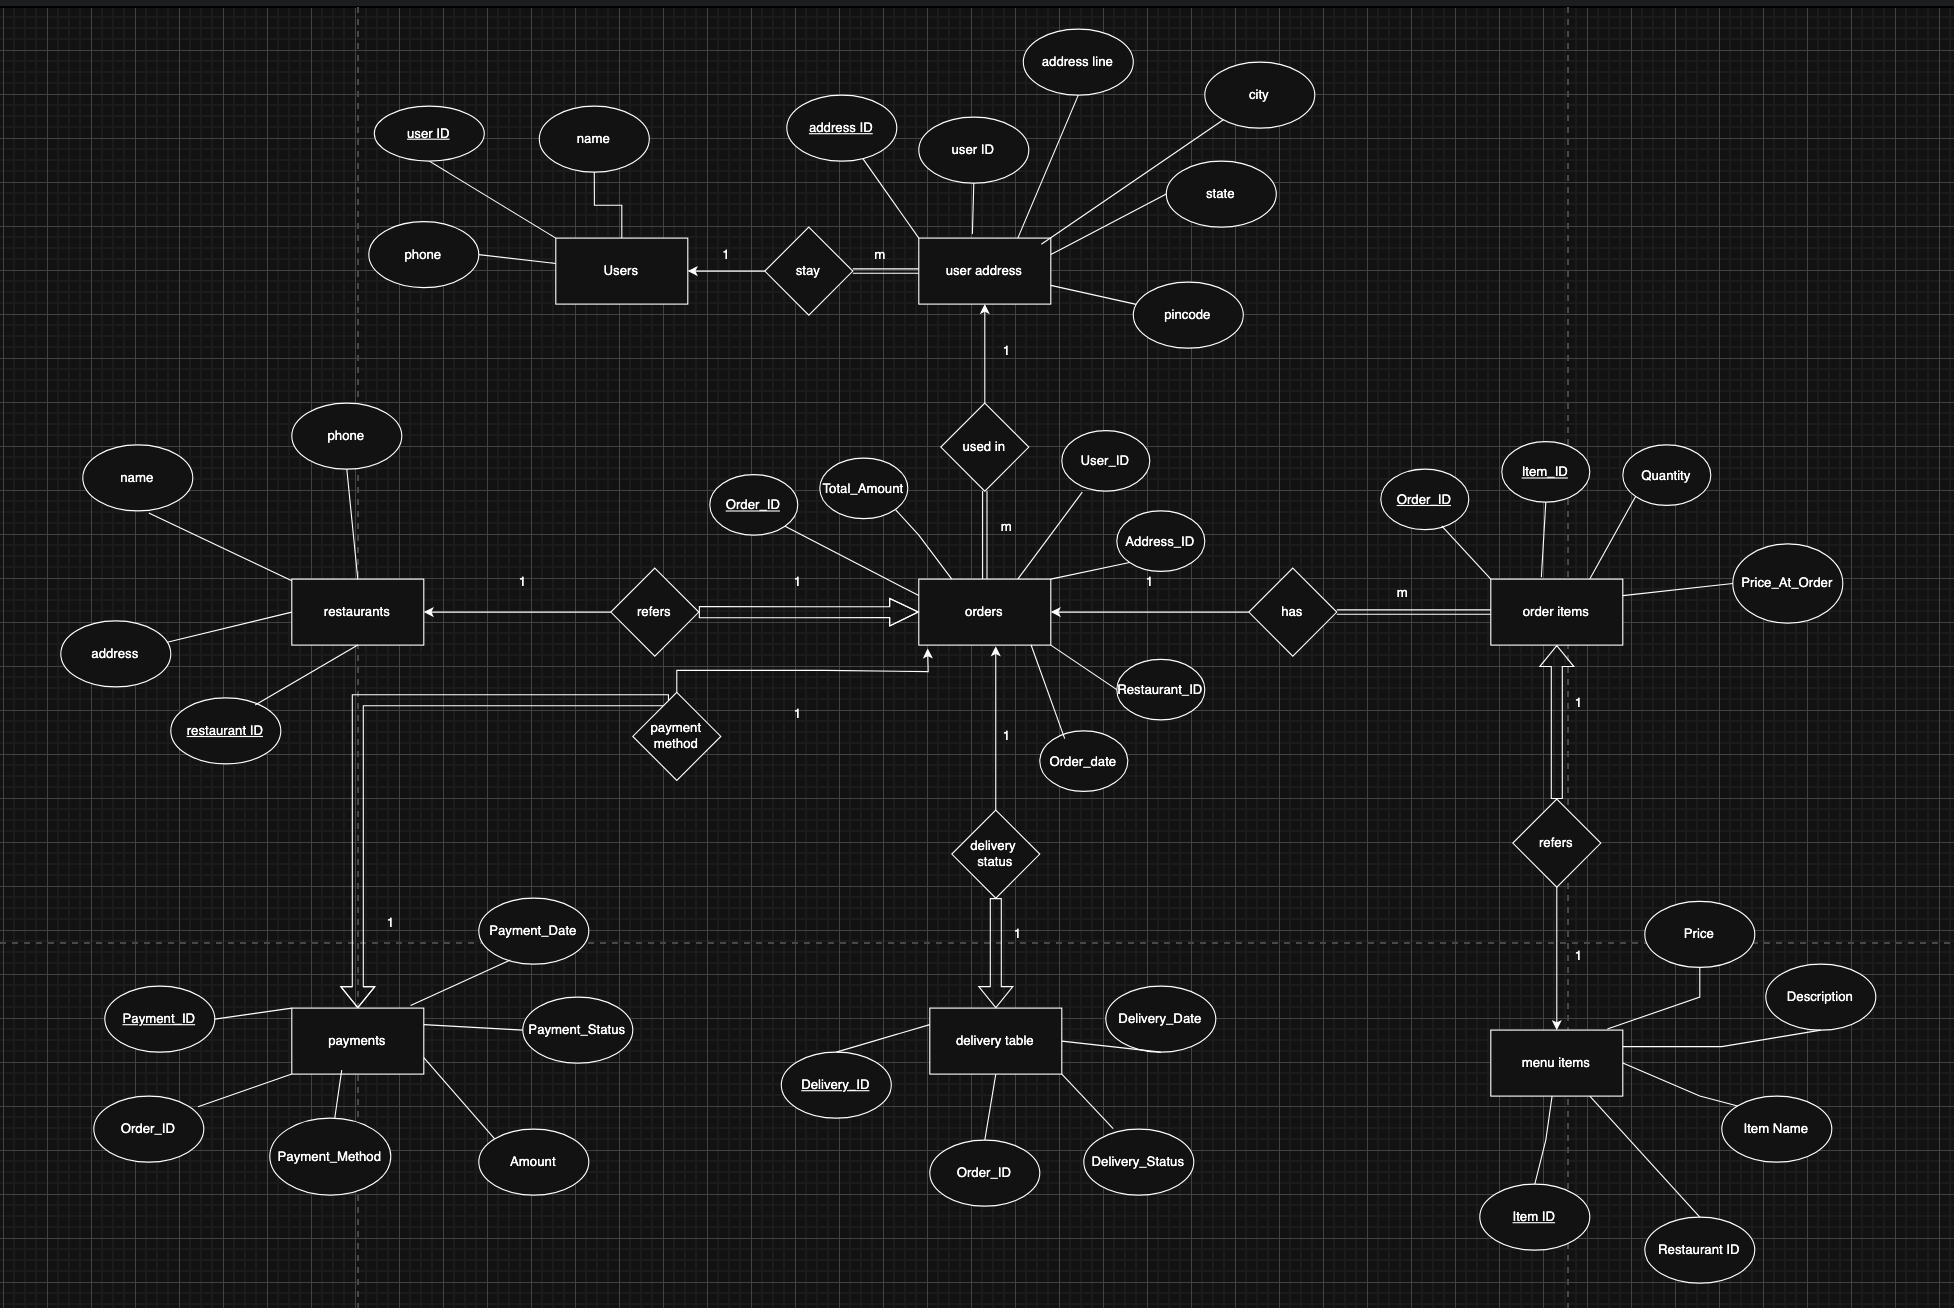 address line
city
user ID
name
address ID
user ID
state
phone
Users
1
stay
m
user address
pincode
1
phone
name
used in
User_ID
Order_ID
Total_Amount
m
Address_ID
Order_ID
Item_ID
Quantity
Price_At_Order
1
1
1
m
restaurants
refers
orders
has
order items
address
restaurant ID
payment
method
1
1
Restaurant_ID
Order_date
1
delivery
status
refers
1
1
1
Payment_Date
Price
Description
Payment_ID
Payment_Status
payments
delivery table
Delivery_Date
menu items
Delivery_ID
Order_ID
Payment_Method
Amount
Order_ID
Delivery_Status
Item Name
Item ID
Restaurant ID